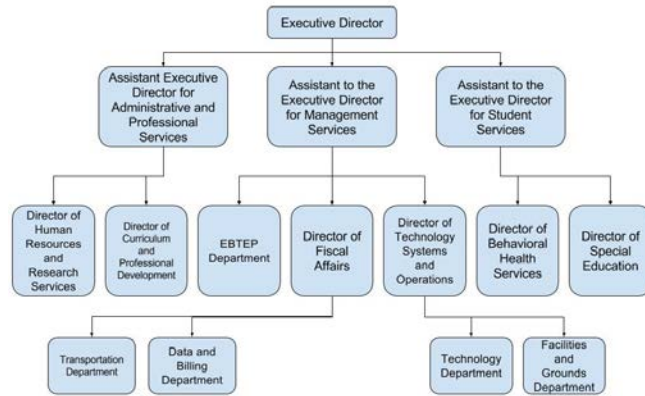 Executive Director
Assistant Executive
Director for
Administrative and
Professional
Services
Assistant to the
Executive Director
for Management
Services
Assistant to the
Executive Director
for Student
Services
Director of
Human
Resources
and
Research
Services
Director of
Curriculum
and
Professional
Development
EBTEP
Department
Director of
Fiscal
Affairs
Director of
Technology
Systems
and
Operations
Director of
Behavioral
Health
Services
Director of
Special
Education
Transportation
Department
Data and
Billing
Department
Technology
Department
Facilities
and
Grounds
Department